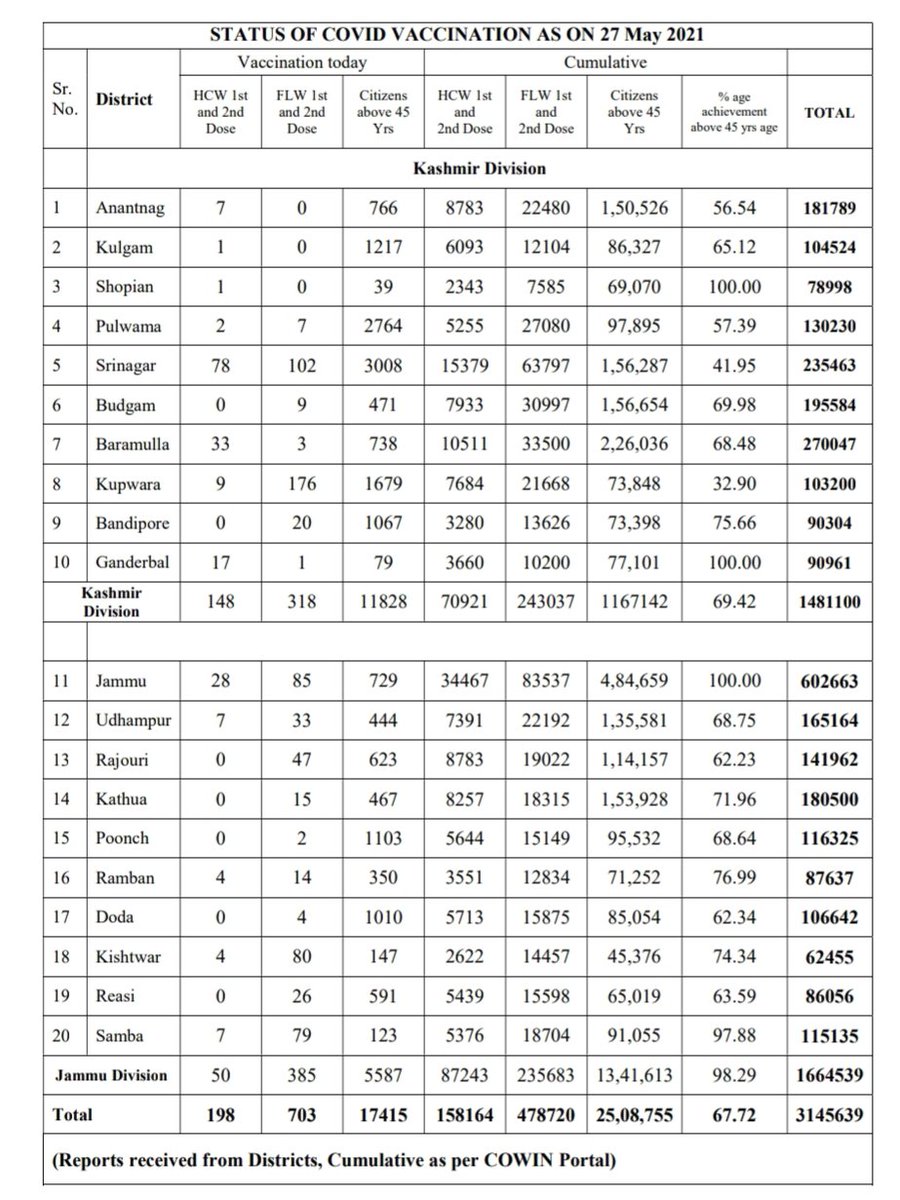 STATUS OF COVID VACCINATION AS ON 27 May 2021
Sr. No. District Vaccination today Cumulative
HCW 1st and 2nd Dose FLW 1st and 2nd Dose Citizens above 45 Yrs HCW 1st and 2nd Dose FLW 1st and 2nd Dose Citizens above 45 Yrs % age achievement above 45 yrs age TOTAL
Kashmir Division
1 Anantnag 7 0 766 8783 22480 1,50,526 56.54 181789
2 Kulgam 1 0 1217 6093 12104 86,327 65.12 104524
3 Shopian 1 0 39 2343 7585 69,070 100.00 78998
4 Pulwama 2 7 2764 5255 27080 97,895 57.39 130230
5 Srinagar 78 102 3008 15379 63797 1,56,287 41.95 235463
6 Budgam 0 9 471 7933 30997 1,56,654 69.98 195584
7 Baramulla 33 3 738 10511 33500 2,26,036 68.48 270047
8 Kupwara 9 176 1679 7684 21668 73,848 32.90 103200
9 Bandipore 0 20 1067 3280 13626 73,398 75.66 90304
10 Ganderbal 17 1 79 3660 10200 77,101 100.00 90961
Kashmir Division 148 318 11828 70921 243037 1167142 69.42 1481100
11 Jammu 28 85 729 34467 83537 4,84,659 100.00 602663
12 Udhampur 7 33 444 7391 22192 1,35,581 68.75 165164
13 Rajouri 0 47 623 8783 19022 1,14,157 62.23 141962
14 Kathua 0 15 467 8257 18315 1,53,928 71.96 180500
15 Poonch 0 2 1103 5644 15149 95,532 68.64 116325
16 Ramban 4 14 350 3551 12834 71,252 76.99 87637
17 Doda 0 4 1010 5713 15875 85,054 62.34 106642
18 Kishtwar 4 80 147 2622 14457 45,376 74.34 62455
19 Reasi 0 26 591 5439 15598 65,019 63.59 86056
20 Samba 7 79 123 5376 18704 91,055 97.88 115135
Jammu Division 50 385 5587 87243 235683 13,41,613 98.29 1664539
Total 198 703 17415 158164 478720 25,08,755 67.72 3145639
(Reports received from Districts, Cumulative as per COWIN Portal)